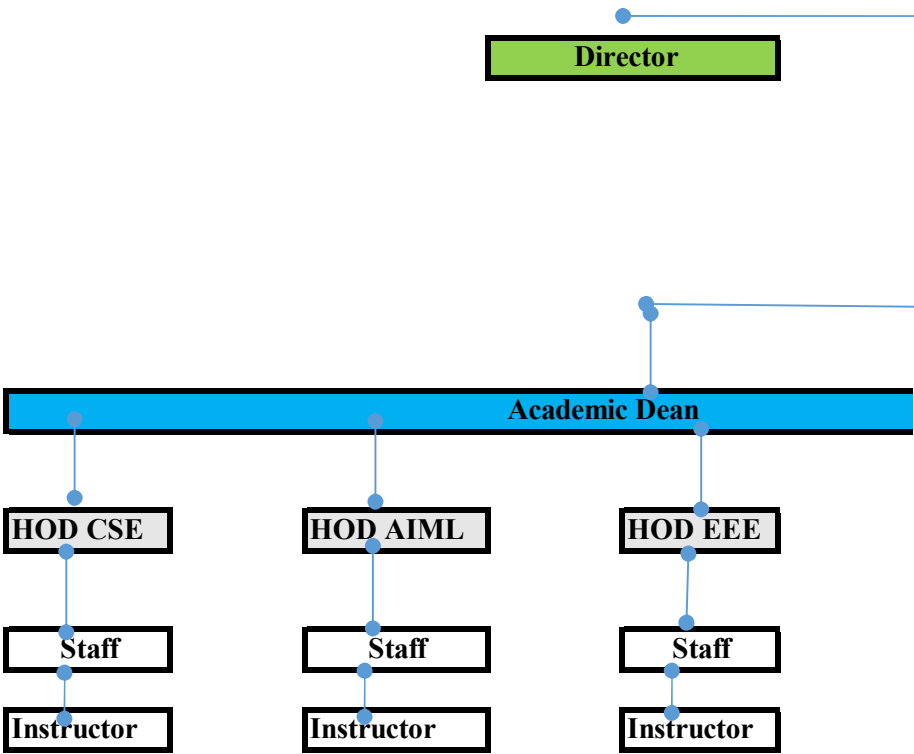 Director
Academic Dean
HOD CSE
HOD AIML
HOD EEE
Staff
Staff
Staff
Instructor
Instructor
Instructor